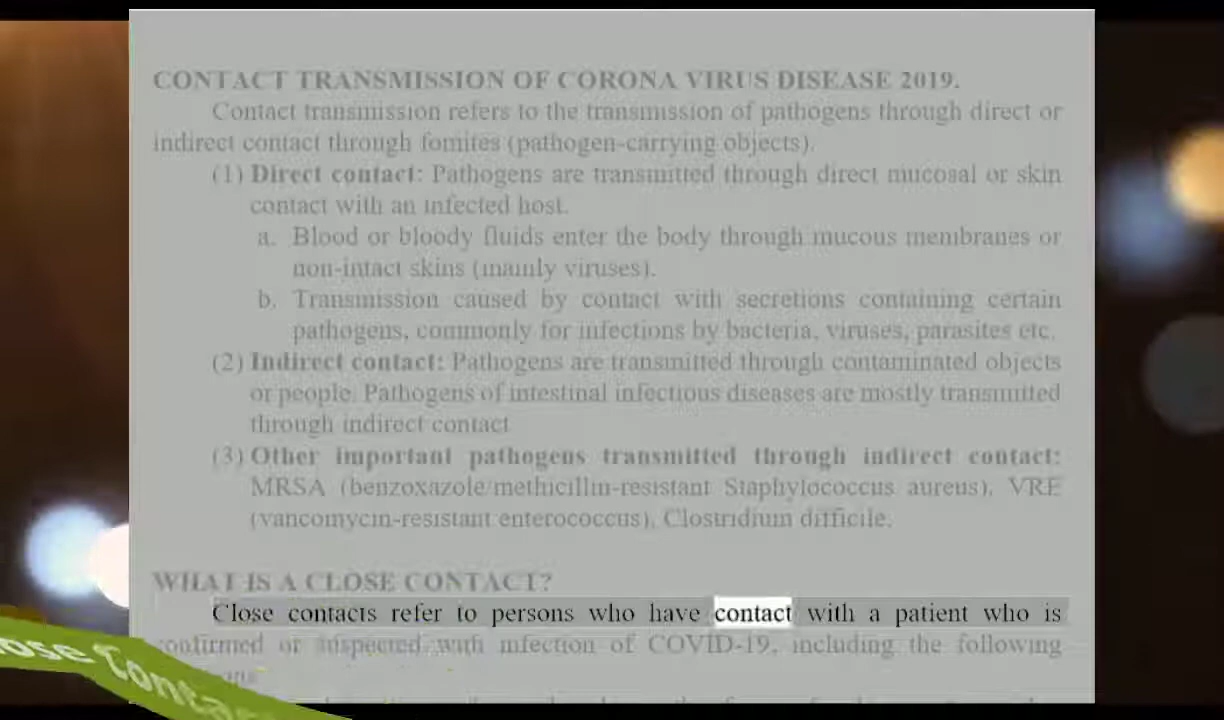 CONTACT TRANSMISSION OF CORONA VIRUS DISEASE 2019.
Contact transmission refers to the transmission of pathogens through direct or
indirect contact through fomites (pathogen-carrying objects).
(1) Direct contact: Pathogens are transmitted through direct mucosal or skin
contact with an infected host.
a. Blood or bloody fluids enter the body through mucous membranes or
non-intact skins (mainly viruses).
b. Transmission caused by contact with secretions containing certain
pathogens, commonly for infections by bacteria, viruses, parasites etc.
(2) Indirect contact: Pathogens are transmitted through contaminated objects
or people. Pathogens of intestinal infectious diseases are mostly transmitted
through indirect contact
(3) Other important pathogens transmitted through indirect contact:
MRSA (benzoxazole/methicillin-resistant Staphylococcus aureus), VRE
(vancomycin-resistant enterococcus), Clostridium difficile.
WHAT IS A CLOSE CONTACT?
Close contacts refer to persons who have contact with a patient who is
confirmed or suspected with infection of COVID-19, including the following
ose Conta